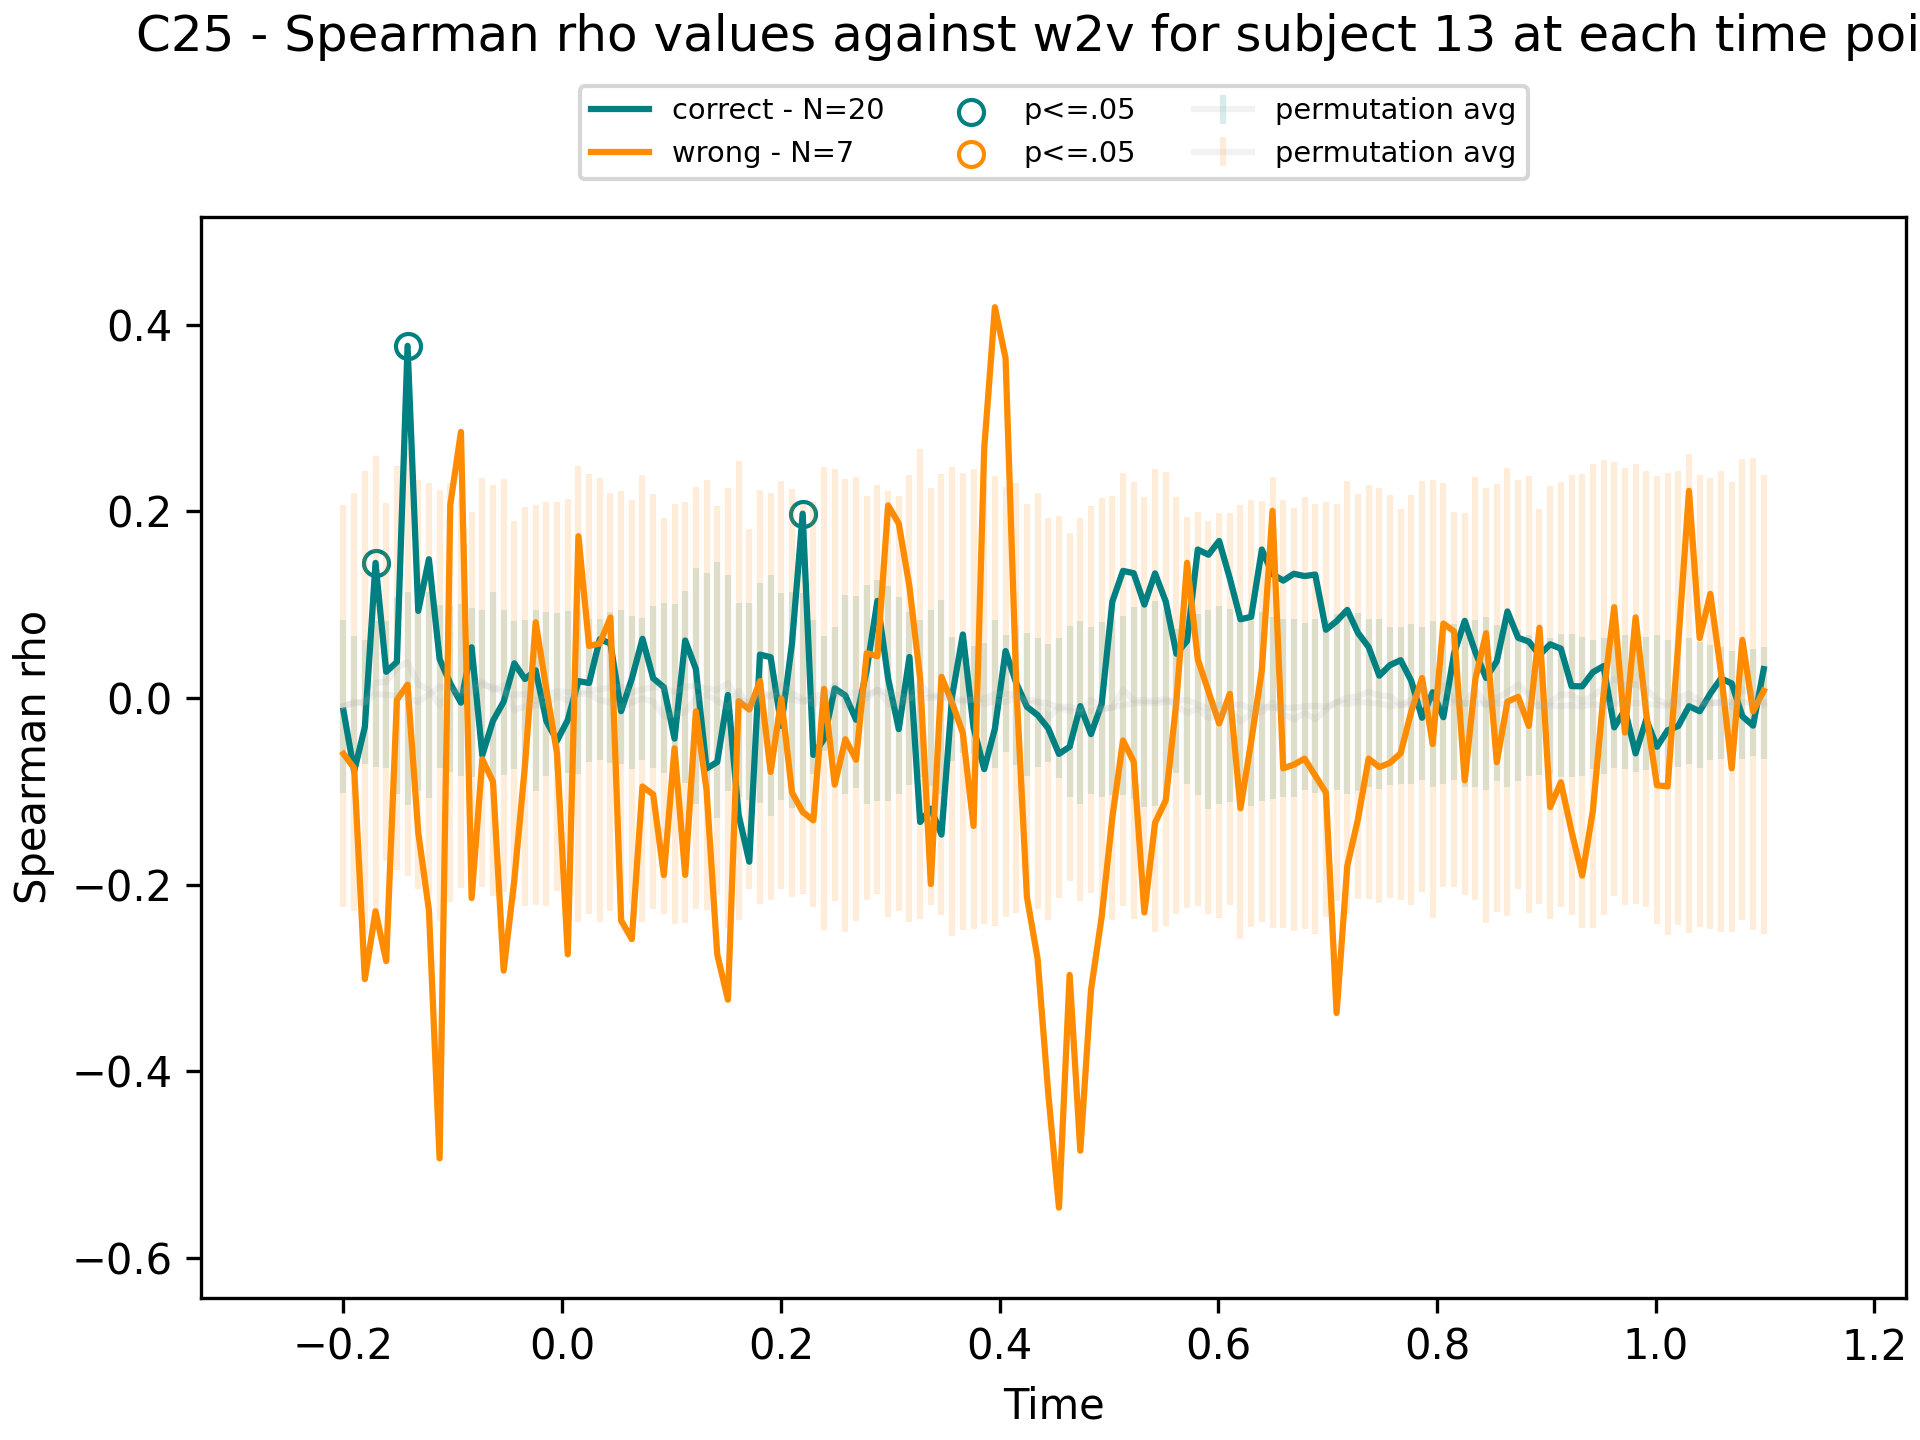 C25 - Spearman rho values against w2v for subject 13 at each time poi
correct - N=20
wrong - N=7
p<=.05
p<=.05
permutation avg
permutation avg
Spearman rho
0.4
0.2
0.0
−0.2
−0.4
−0.6
−0.2 0.0 0.2 0.4 0.6 0.8 1.0 1.2
Time